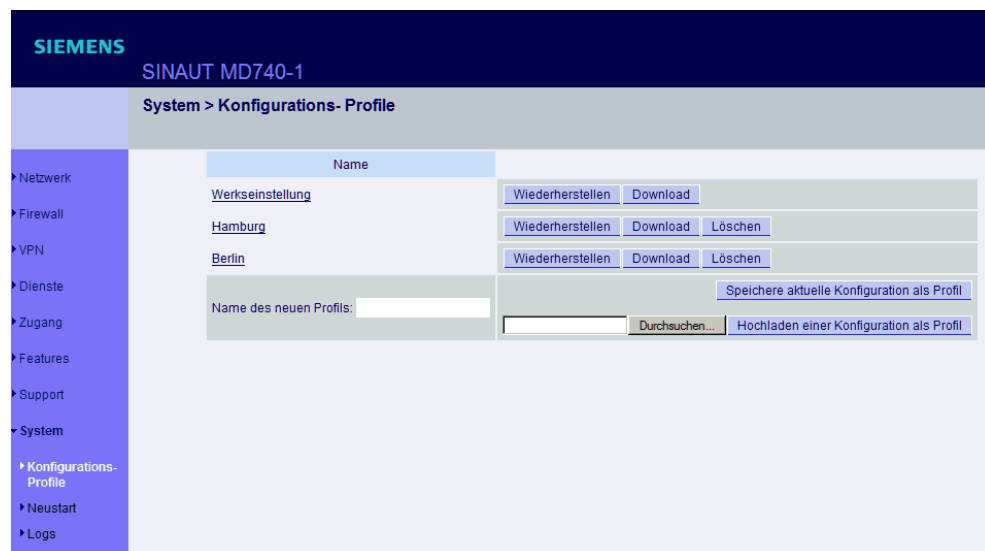 SIEMENS
SINAUT MD740-1
System > Konfigurations- Profile
Netzwerk
Firewall
VPN
Dienste
Zugang
Features
Support
System
Konfigurations-
Profile
Neustart
Logs
Name
Werkseinstellung Wiederherstellen Download
Hamburg Wiederherstellen Download Löschen
Berlin Wiederherstellen Download Löschen
Name des neuen Profils:
Speichere aktuelle Konfiguration als Profil
Durchsuchen... Hochladen einer Konfiguration als Profil